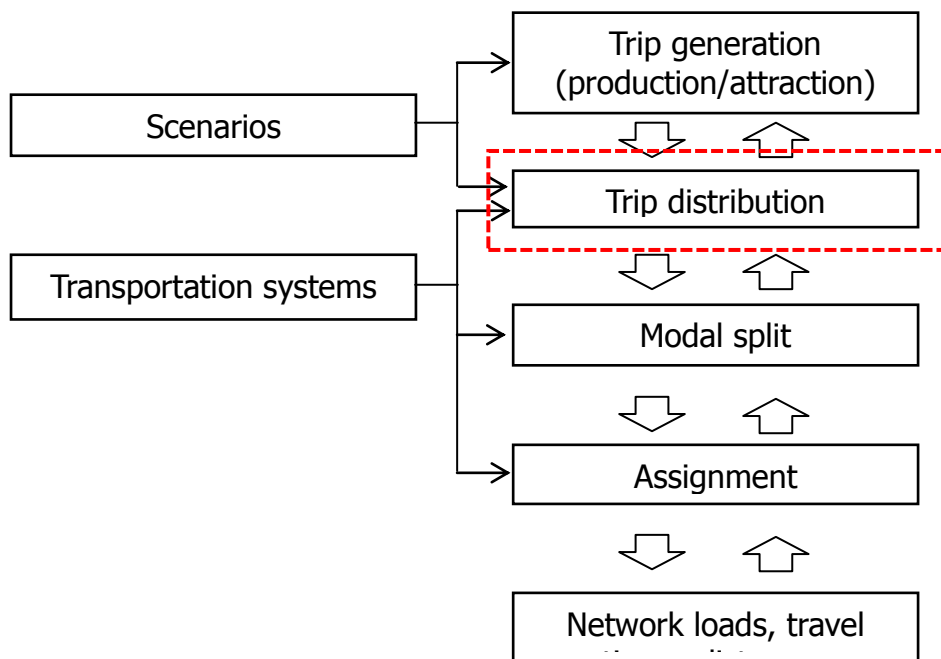 Trip generation
(production/attraction)
Scenarios
Trip distribution
Transportation systems
Modal split
Assignment
Network loads, travel